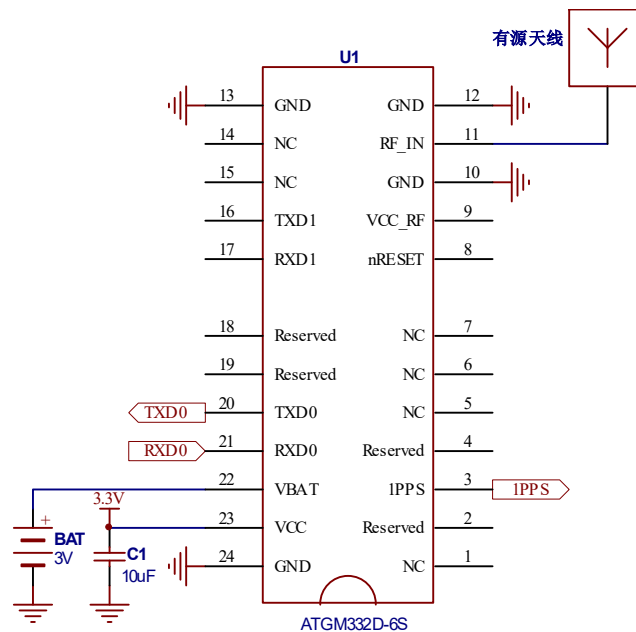 有源天线
U1
13 GND GND 12
14 NC RF_IN 11
15 NC GND 10
16 TXD1 VCC_RF 9
17 RXD1 nRESET 8
18 Reserved NC 7
19 Reserved NC 6
TXD0 20 TXD0 NC 5
RXD0 21 RXD0 Reserved 4
22 VBAT 1PPS 3 1PPS
3.3V
+ 23 VCC Reserved 2
BAT
3V
C1
10uF
24 GND NC 1
ATGM332D-6S